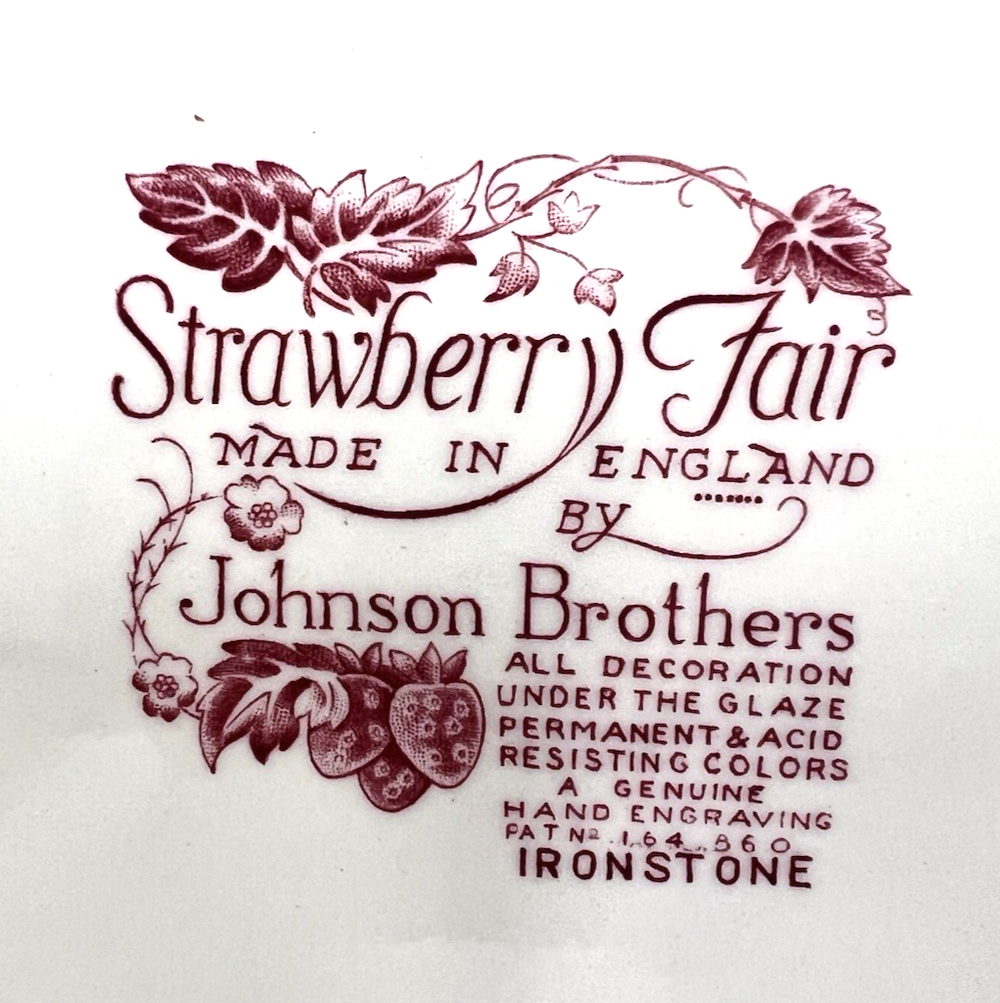 Strawberry Fair
MADE IN ENGLAND
BY
Johnson Brothers
ALL DECORATION
UNDER THE GLAZE
PERMANENT & ACID
RESISTING COLORS
A GENUINE
HAND ENGRAVING
PAT Nº 164860
IRONSTONE